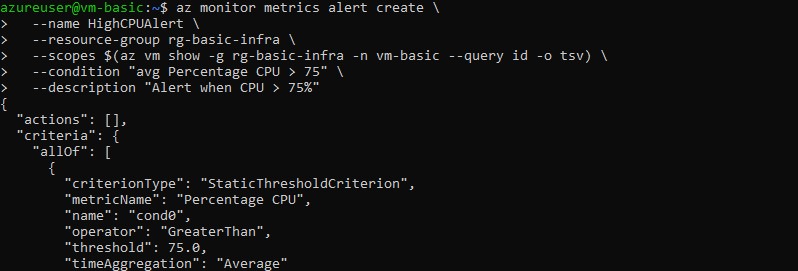 azureuser@vm-basic:~$ az monitor metrics alert create \
>   --name HighCPUAlert \
>   --resource-group rg-basic-infra \
>   --scopes $(az vm show -g rg-basic-infra -n vm-basic --query id -o tsv) \
>   --condition "avg Percentage CPU > 75" \
>   --description "Alert when CPU > 75%"
{
  "actions": [],
  "criteria": {
    "allOf": [
      {
        "criterionType": "StaticThresholdCriterion",
        "metricName": "Percentage CPU",
        "name": "cond0",
        "operator": "GreaterThan",
        "threshold": 75.0,
        "timeAggregation": "Average"